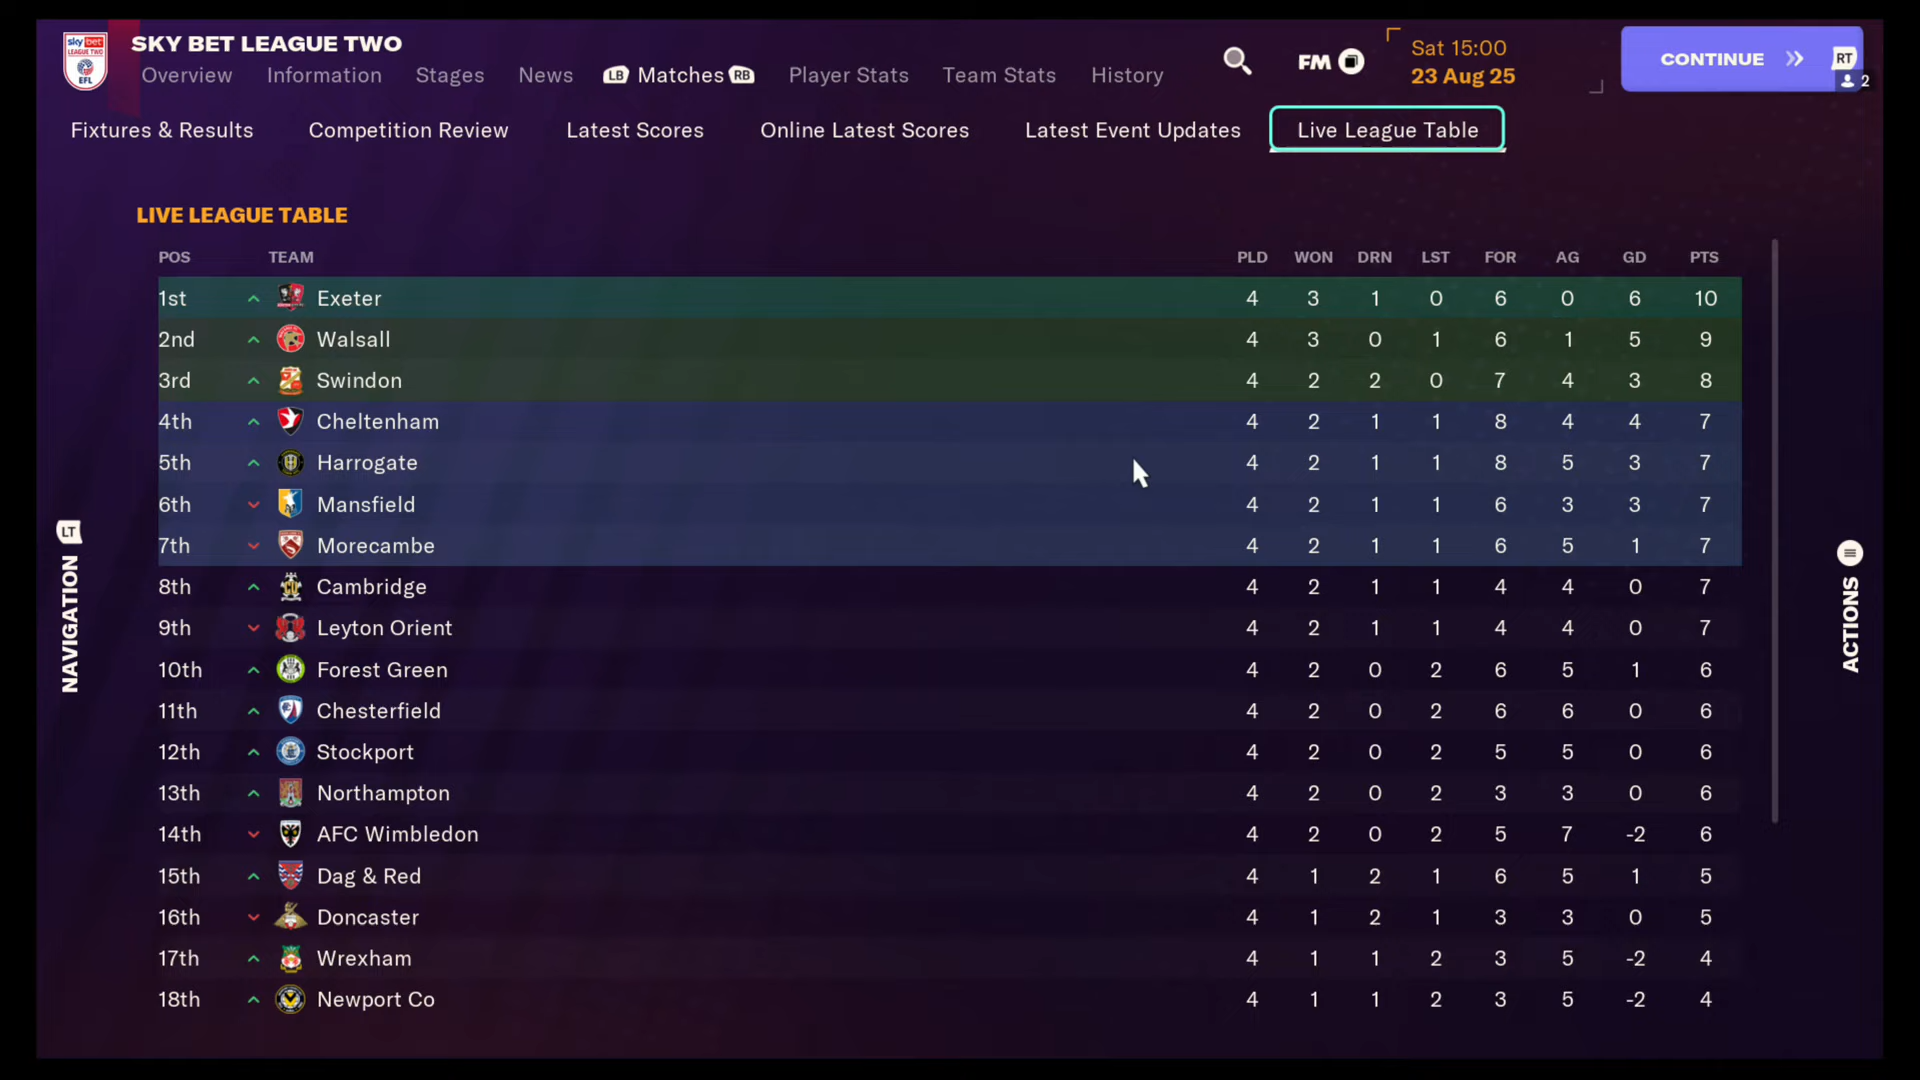 SKY BET LEAGUE TWO
sky bet
LEAGUE TWO
EFL
Overview Information Stages News LB Matches RB Player Stats Team Stats History
FM
Sat 15:00
23 Aug 25
CONTINUE RT
2
Fixtures & Results Competition Review Latest Scores Online Latest Scores Latest Event Updates Live League Table
LIVE LEAGUE TABLE
POS TEAM PLD WON DRN LST FOR AG GD PTS
1st Exeter 4 3 1 0 6 0 6 10
2nd Walsall 4 3 0 1 6 1 5 9
3rd Swindon 4 2 2 0 7 4 3 8
4th Cheltenham 4 2 1 1 8 4 4 7
5th Harrogate 4 2 1 1 8 5 3 7
6th Mansfield 4 2 1 1 6 3 3 7
7th Morecambe 4 2 1 1 6 5 1 7
8th Cambridge 4 2 1 1 4 4 0 7
9th Leyton Orient 4 2 1 1 4 4 0 7
10th Forest Green 4 2 0 2 6 5 1 6
11th Chesterfield 4 2 0 2 6 6 0 6
12th Stockport 4 2 0 2 5 5 0 6
13th Northampton 4 2 0 2 3 3 0 6
14th AFC Wimbledon 4 2 0 2 5 7 -2 6
15th Dag & Red 4 1 2 1 6 5 1 5
16th Doncaster 4 1 2 1 3 3 0 5
17th Wrexham 4 1 1 2 3 5 -2 4
18th Newport Co 4 1 1 2 3 5 -2 4
LT
NAVIGATION
ACTIONS